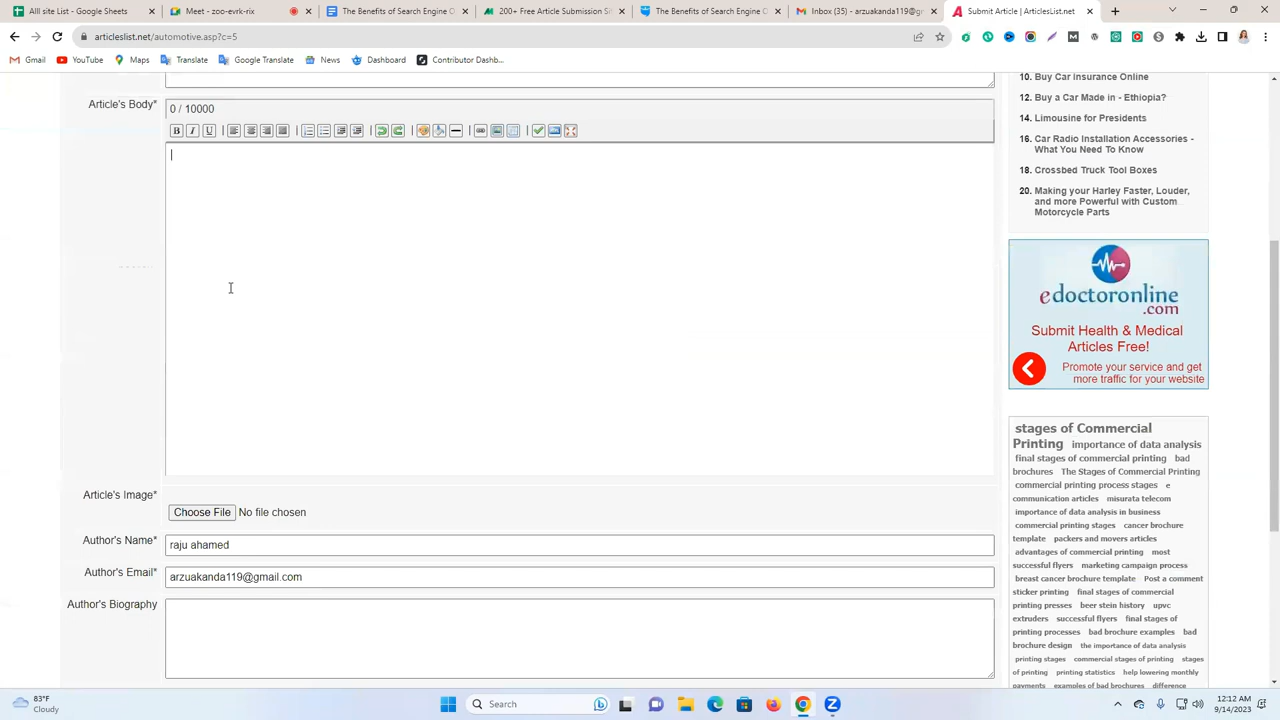 All site list - Google Sheets
Meet - zoo-evrk-rix
The Benefits of Search Engine O
200+ Free Article Submission Si
The Benefits of Search Engine O
Inbox (35) - arzuakanda119@g
Submit Article | ArticlesList.net
articleslist.net/automotive.asp?c=5
Gmail
YouTube
Maps
Translate
Google Translate
News
Dashboard
Contributor Dashb...
Article's Body*
0 / 10000
B I U
Article's Image*
Choose File No file chosen
Author's Name*
raju ahamed
Author's Email*
arzuakanda119@gmail.com
Author's Biography
10. Buy Car Insurance Online
12. Buy a Car Made in - Ethiopia?
14. Limousine for Presidents
16. Car Radio Installation Accessories -
What You Need To Know
18. Crossbed Truck Tool Boxes
20. Making your Harley Faster, Louder,
and more Powerful with Custom
Motorcycle Parts
edoctoronline
.com
Submit Health & Medical
Articles Free!
Promote your service and get
more traffic for your website
stages of Commercial
Printing importance of data analysis
final stages of commercial printing bad
brochures The Stages of Commercial Printing
commercial printing process stages e
communication articles misurata telecom
importance of data analysis in business
commercial printing stages cancer brochure
template packers and movers articles
advantages of commercial printing most
successful flyers marketing campaign process
breast cancer brochure template Post a comment
sticker printing final stages of commercial
printing presses beer stein history upvc
extruders successful flyers final stages of
printing processes bad brochure examples bad
brochure design the importance of data analysis
printing stages commercial stages of printing stages
of printing printing statistics help lowering monthly
payments examples of bad brochures difference
83°F
Cloudy
Search
12:12 AM
9/14/2023